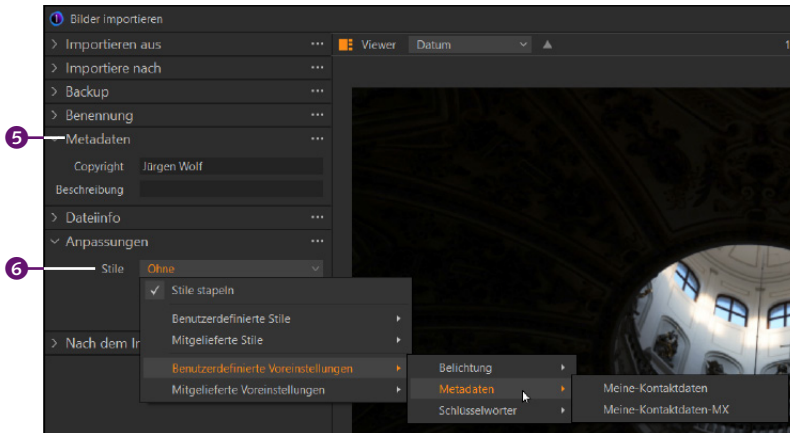 Bilder importieren
Importieren aus
Viewer Datum
Importiere nach
Backup
Benennung
5 Metadaten
Copyright Jürgen Wolf
Beschreibung
Dateiinfo
Anpassungen
6 Stile Ohne
Stile stapeln
Benutzerdefinierte Stile
Mitgelieferte Stile
Nach dem
Benutzerdefinierte Voreinstellungen
Belichtung
Mitgelieferte Voreinstellungen
Metadaten
Meine-Kontaktdaten
Schlüsselwörter
Meine-Kontaktdaten-MX